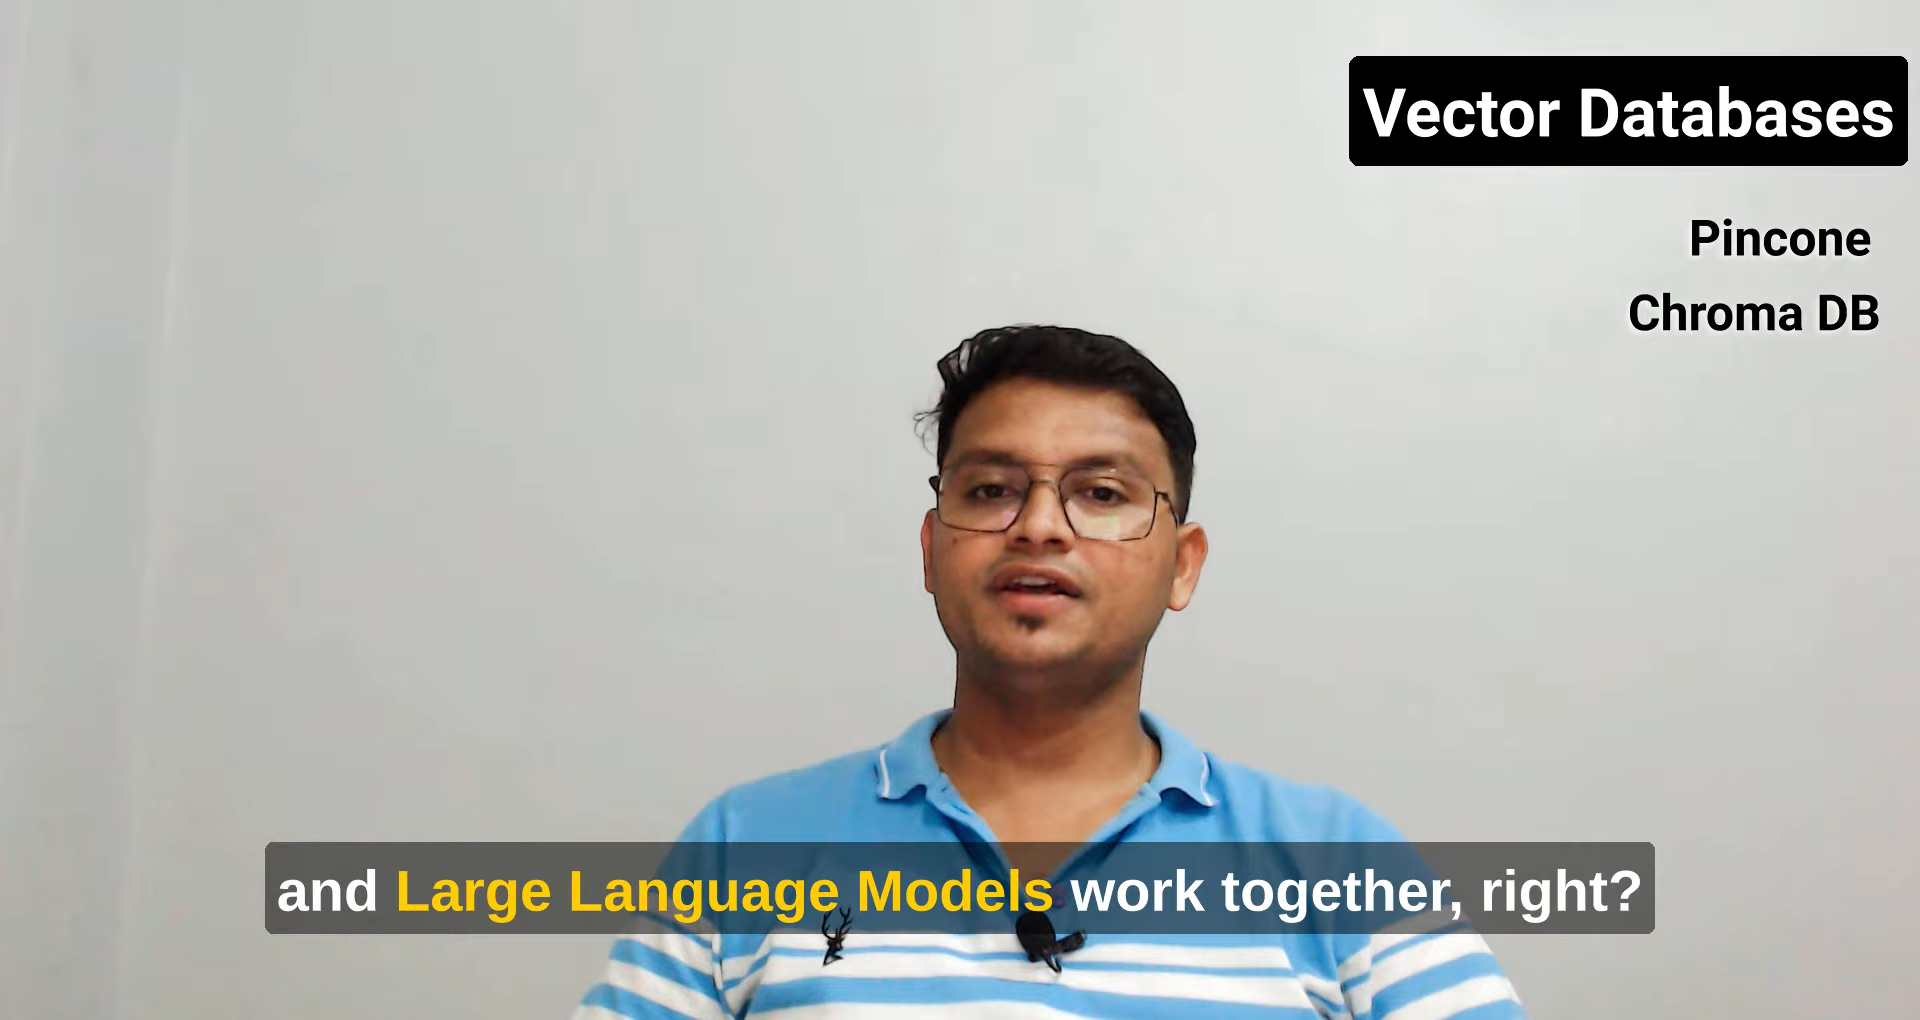 Vector Databases
Pincone
Chroma DB
and Large Language Models work together, right?